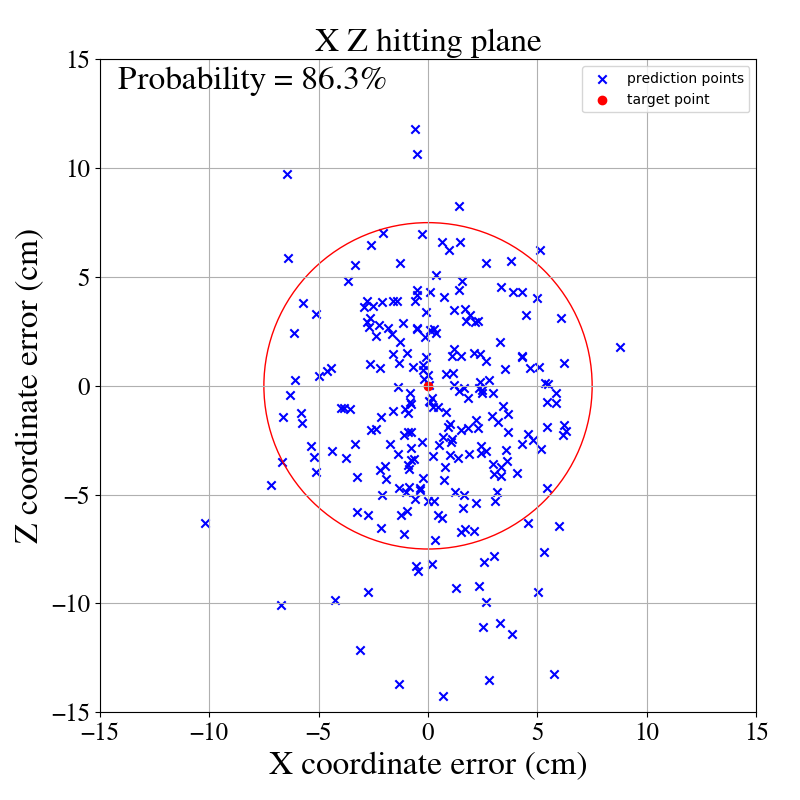 X Z hitting plane
Probability = 86.3%
prediction points
target point
15
10
5
0
−5
−10
−15
Z coordinate error (cm)
−15 −10 −5 0 5 10 15
X coordinate error (cm)